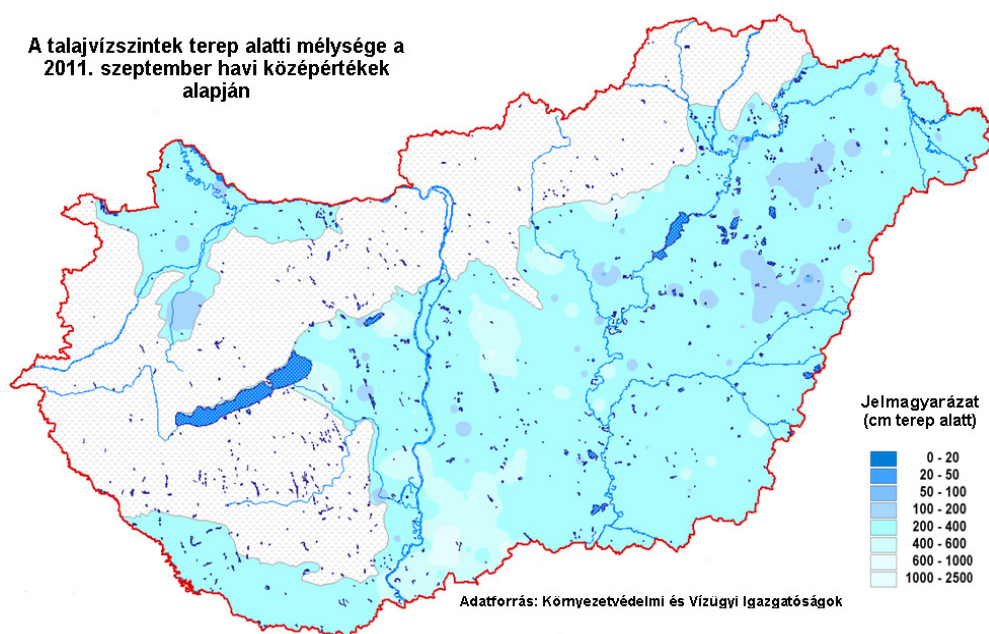 A talajvízszintek terep alatti mélysége a
2011. szeptember havi középértékek
alapján
Jelmagyarázat
(cm terep alatt)
0 - 20
20 - 50
50 - 100
100 - 200
200 - 400
400 - 600
600 - 1000
1000 - 2500
Adatforrás: Környezetvédelmi és Vízügyi Igazgatóságok